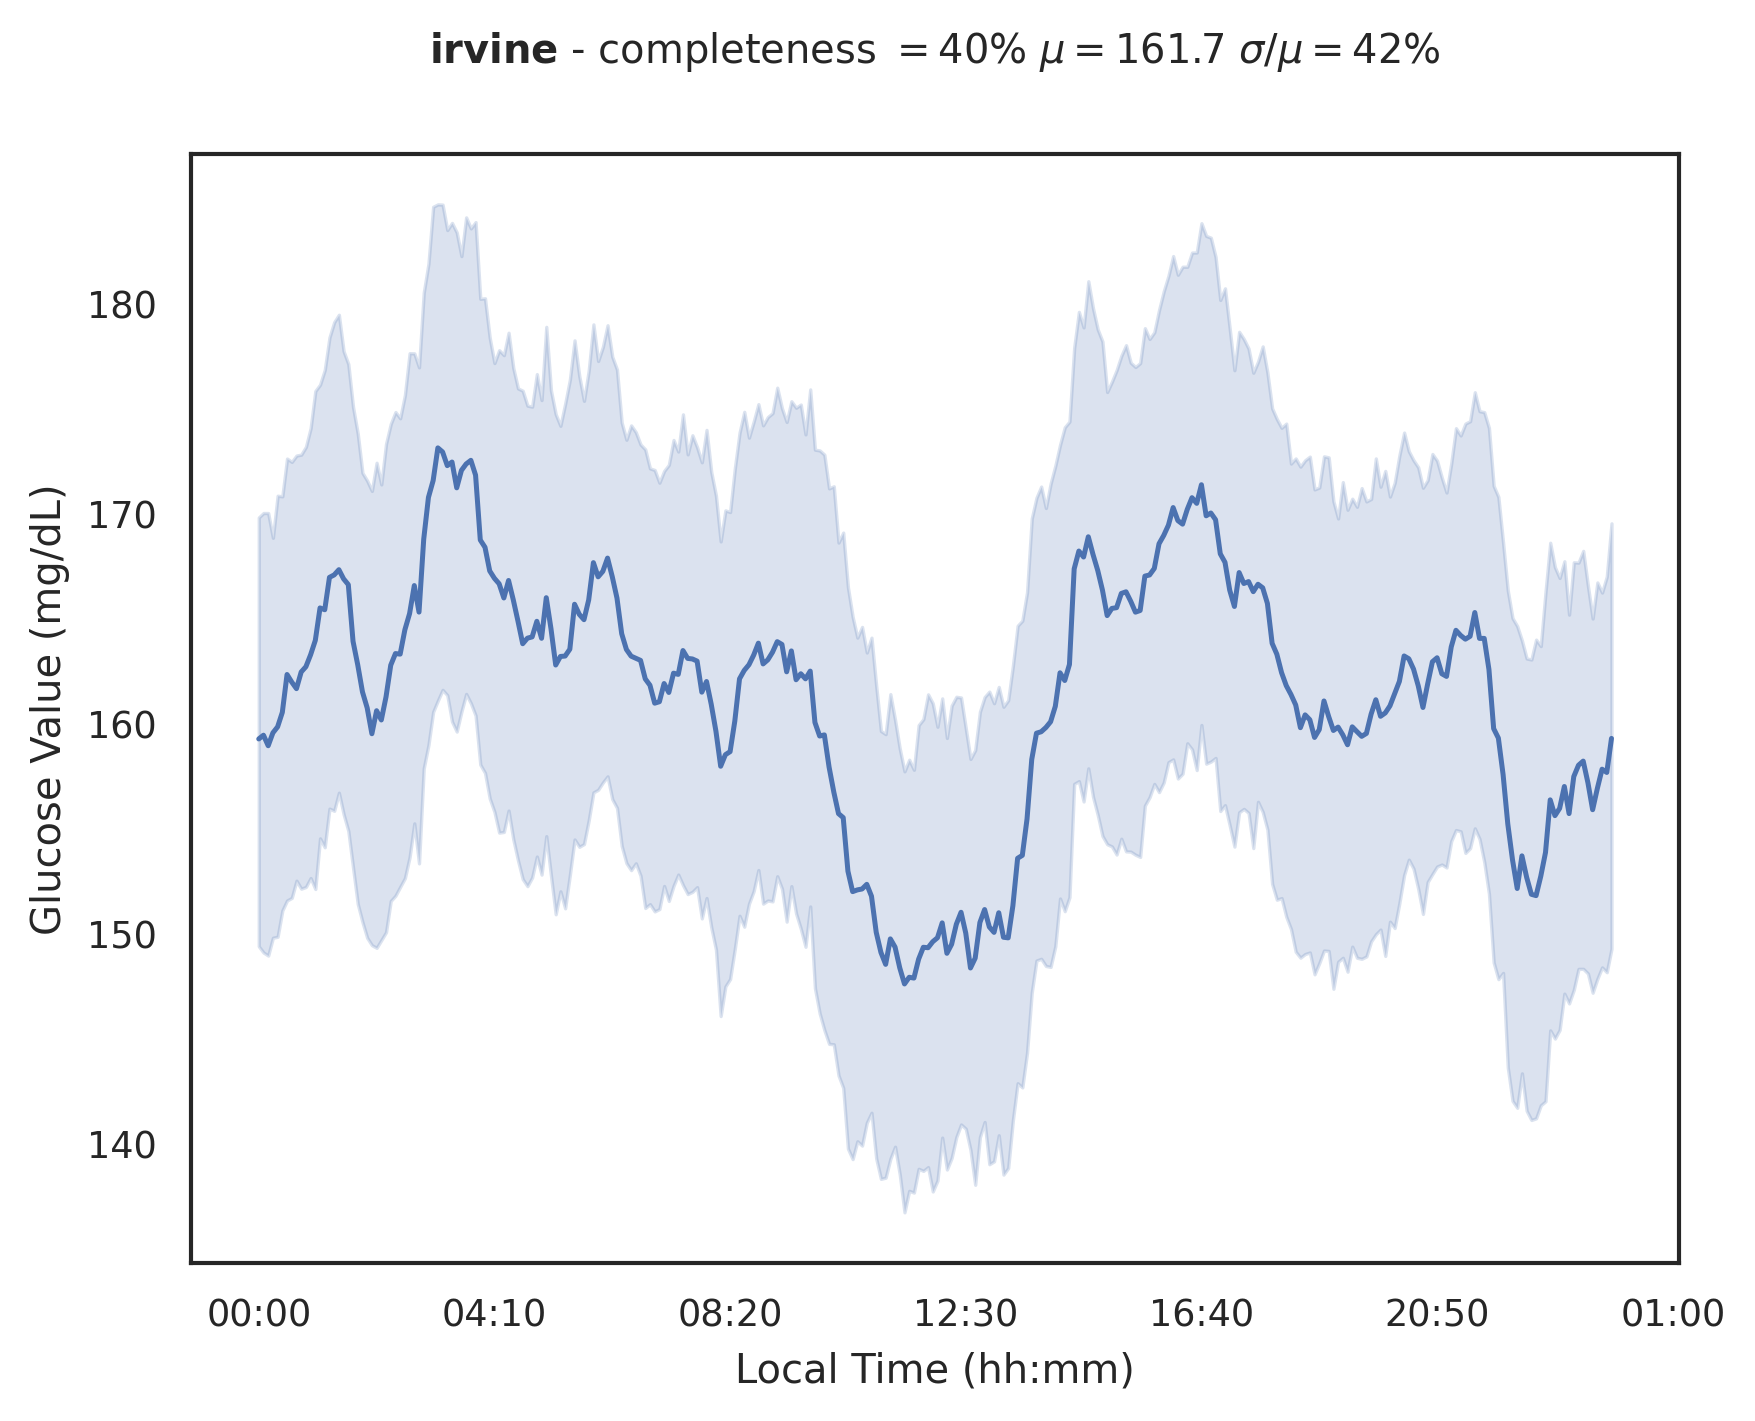 irvine - completeness = 40% μ = 161.7 σ/μ = 42%
Glucose Value (mg/dL)
180
170
160
150
140
00:00 04:10 08:20 12:30 16:40 20:50 01:00
Local Time (hh:mm)